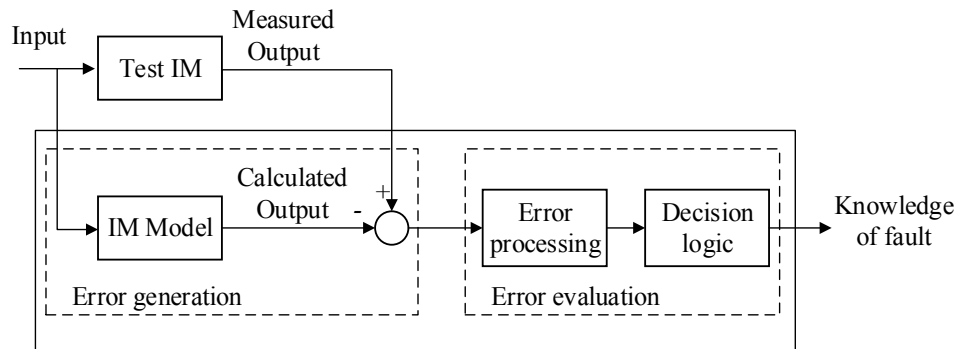 Input
Measured
Output
Test IM
Calculated
Output
+
-
IM Model
Error generation
Error
processing
Decision
logic
Error evaluation
Knowledge
of fault